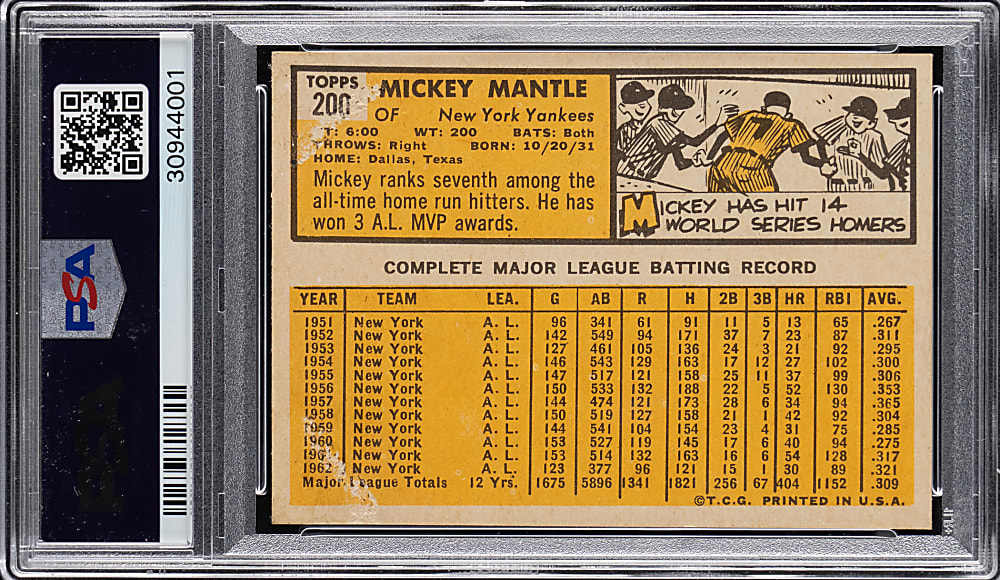 30944001
PSA
TOPPS
200
MICKEY MANTLE
OF New York Yankees
T: 6:00 WT: 200 BATS: Both
THROWS: Right BORN: 10/20/31
HOME: Dallas, Texas
Mickey ranks seventh among the
all-time home run hitters. He has
won 3 A.L. MVP awards.
7
MICKEY HAS HIT 14
WORLD SERIES HOMERS
COMPLETE MAJOR LEAGUE BATTING RECORD
YEAR TEAM LEA. G AB R H 2B 3B HR RBI AVG.
1951 New York A. L. 96 341 61 91 11 5 13 65 .267
1952 New York A. L. 142 549 94 171 37 7 23 87 .311
1953 New York A. L. 127 461 105 136 24 3 21 92 .295
1954 New York A. L. 146 543 129 163 17 12 27 102 .300
1955 New York A. L. 147 517 121 158 25 11 37 99 .306
1956 New York A. L. 150 533 132 188 22 5 52 130 .353
1957 New York A. L. 144 474 121 173 28 6 34 94 .365
1958 New York A. L. 150 519 127 158 21 1 42 92 .304
1959 New York A. L. 144 541 104 154 23 4 31 75 .285
1960 New York A. L. 153 527 119 145 17 6 40 94 .275
196 New York A. L. 153 514 132 163 16 6 54 128 .317
1962 New York A. L. 123 377 96 121 15 1 30 89 .321
Major League Totals 12 Yrs. 1675 5896 1341 1821 256 67 404 1152 .309
©T.C.G. PRINTED IN U.S.A.